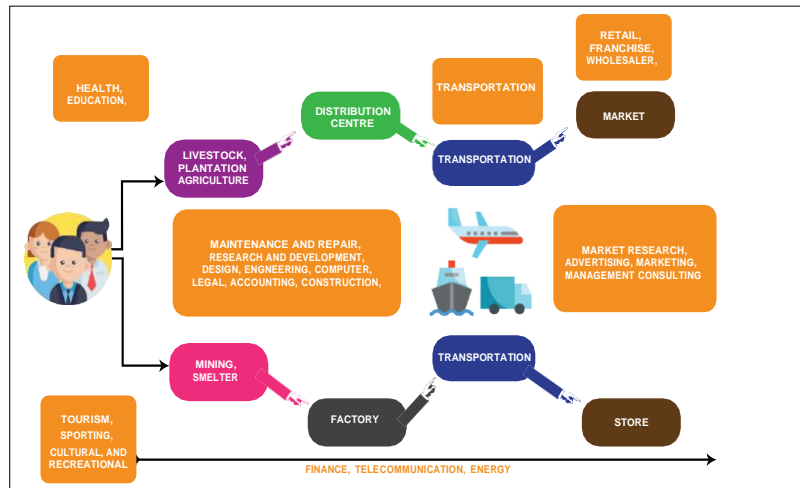 RETAIL,
FRANCHISE,
WHOLESALER,
HEALTH,
EDUCATION,
TRANSPORTATION
DISTRIBUTION
CENTRE
MARKET
LIVESTOCK,
PLANTATION
AGRICULTURE
TRANSPORTATION
MAINTENANCE AND REPAIR,
RESEARCH AND DEVELOPMENT,
DESIGN, ENGNEERING, COMPUTER,
LEGAL, ACCOUNTING, CONSTRUCTION,
MARKET RESEARCH,
ADVERTISING, MARKETING,
MANAGEMENT CONSULTING
MINING,
SMELTER
TRANSPORTATION
FACTORY
STORE
TOURISM,
SPORTING,
CULTURAL, AND
RECREATIONAL
FINANCE, TELECOMMUNICATION, ENERGY